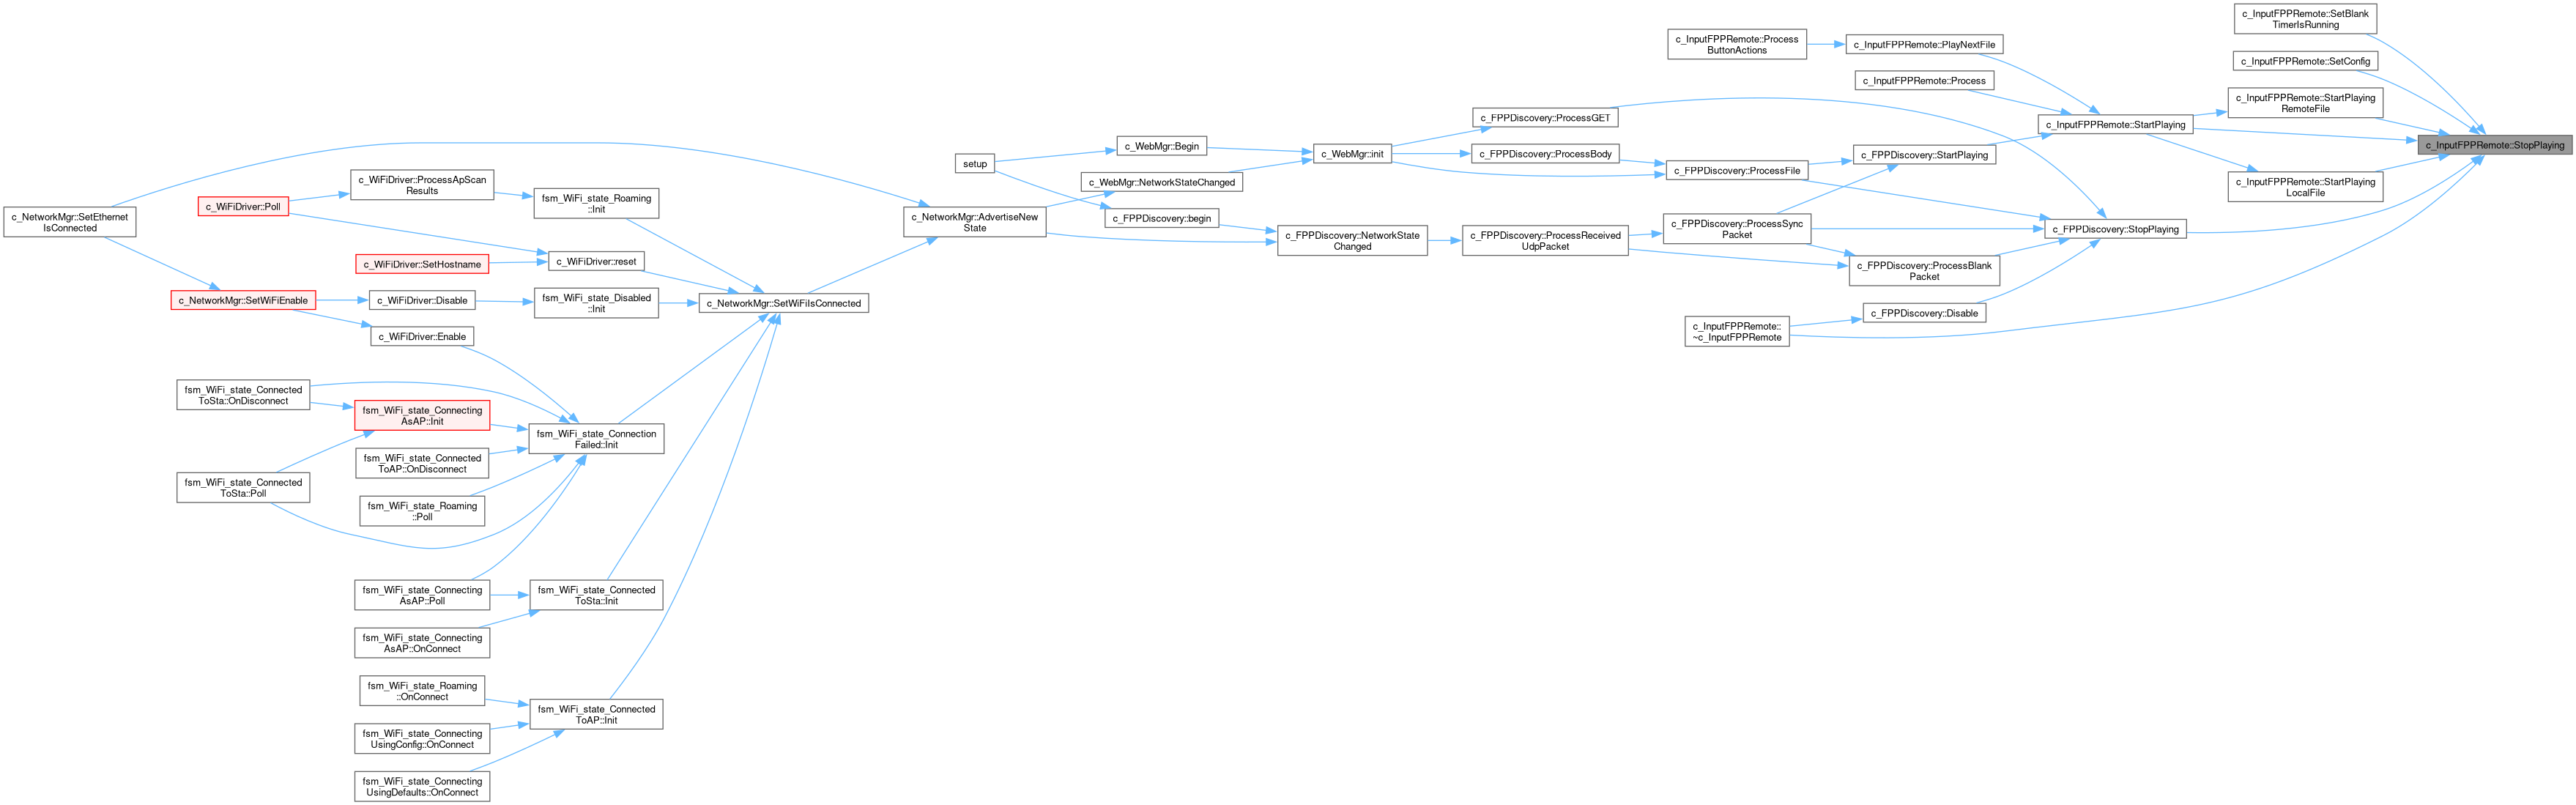 c_InputFPPRemote::SetBlank
TimerIsRunning
c_InputFPPRemote::Process
ButtonActions
c_InputFPPRemote::PlayNextFile
c_InputFPPRemote::SetConfig
c_InputFPPRemote::Process
c_InputFPPRemote::StartPlaying
RemoteFile
c_FPPDiscovery::ProcessGET
c_InputFPPRemote::StartPlaying
c_InputFPPRemote::StopPlaying
c_WebMgr::Begin
c_WebMgr::init
c_FPPDiscovery::ProcessBody
c_FPPDiscovery::StartPlaying
setup
c_FPPDiscovery::ProcessFile
c_WebMgr::NetworkStateChanged
c_InputFPPRemote::StartPlaying
LocalFile
c_WiFiDriver::ProcessApScan
Results
c_WiFiDriver::Poll
fsm_WiFi_state_Roaming
::Init
c_NetworkMgr::SetEthernet
IsConnected
c_NetworkMgr::AdvertiseNew
State
c_FPPDiscovery::begin
c_FPPDiscovery::NetworkState
Changed
c_FPPDiscovery::ProcessReceived
UdpPacket
c_FPPDiscovery::ProcessSync
Packet
c_FPPDiscovery::StopPlaying
c_WiFiDriver::SetHostname
c_WiFiDriver::reset
c_FPPDiscovery::ProcessBlank
Packet
c_NetworkMgr::SetWiFiEnable
c_WiFiDriver::Disable
fsm_WiFi_state_Disabled
::Init
c_NetworkMgr::SetWiFiIsConnected
c_FPPDiscovery::Disable
c_InputFPPRemote::
~c_InputFPPRemote
c_WiFiDriver::Enable
fsm_WiFi_state_Connected
ToSta::OnDisconnect
fsm_WiFi_state_Connecting
AsAP::Init
fsm_WiFi_state_Connection
Failed::Init
fsm_WiFi_state_Connected
ToAP::OnDisconnect
fsm_WiFi_state_Connected
ToSta::Poll
fsm_WiFi_state_Roaming
::Poll
fsm_WiFi_state_Connecting
AsAP::Poll
fsm_WiFi_state_Connected
ToSta::Init
fsm_WiFi_state_Connecting
AsAP::OnConnect
fsm_WiFi_state_Roaming
::OnConnect
fsm_WiFi_state_Connected
ToAP::Init
fsm_WiFi_state_Connecting
UsingConfig::OnConnect
fsm_WiFi_state_Connecting
UsingDefaults::OnConnect